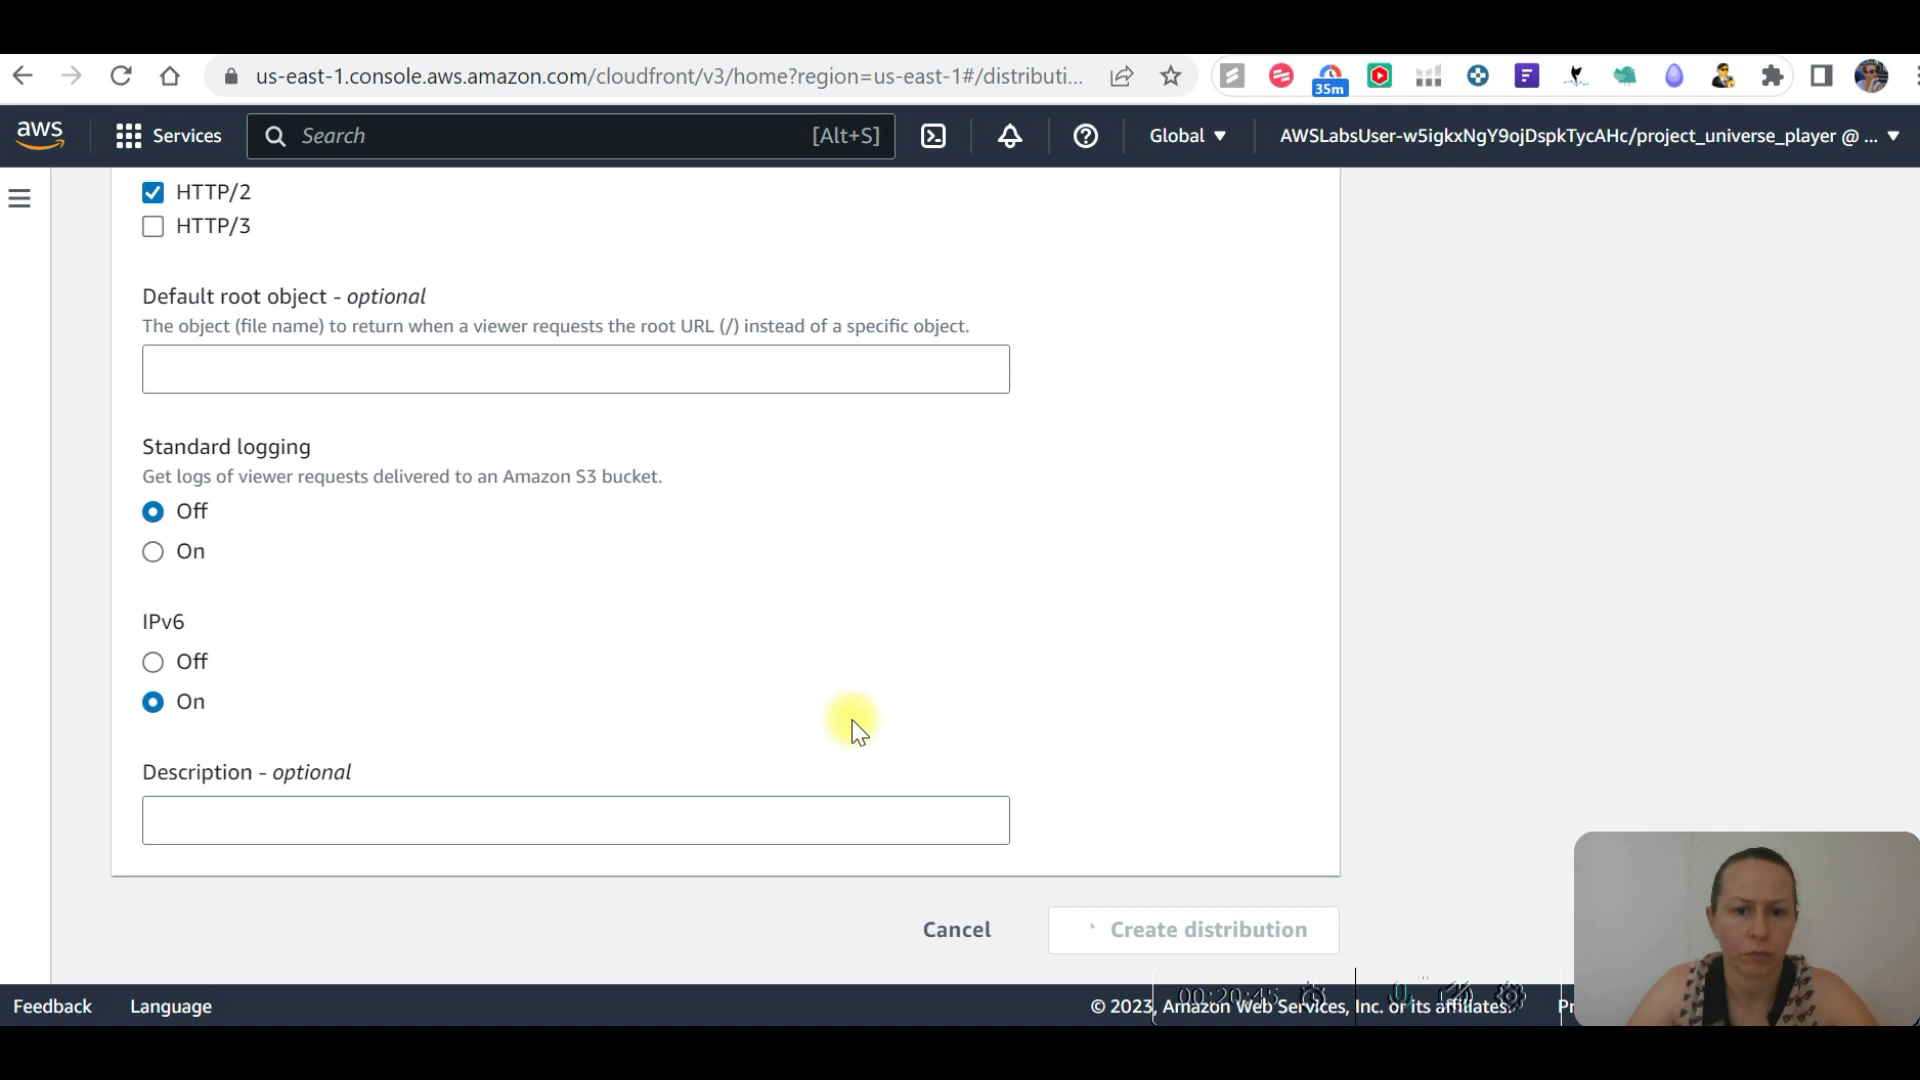 us-east-1.console.aws.amazon.com/cloudfront/v3/home?region=us-east-1#/distributi...
35m
aws
Services
Search
[Alt+S]
Global
AWSLabsUser-w5igkxNgY9ojDspkTycAHc/project_universe_player @ ...
HTTP/2
HTTP/3
Default root object - optional
The object (file name) to return when a viewer requests the root URL (/) instead of a specific object.
Standard logging
Get logs of viewer requests delivered to an Amazon S3 bucket.
Off
On
IPv6
Off
On
Description - optional
Cancel
Create distribution
00:20:45
Feedback
Language
© 2023, Amazon Web Services, Inc. or its affiliates.